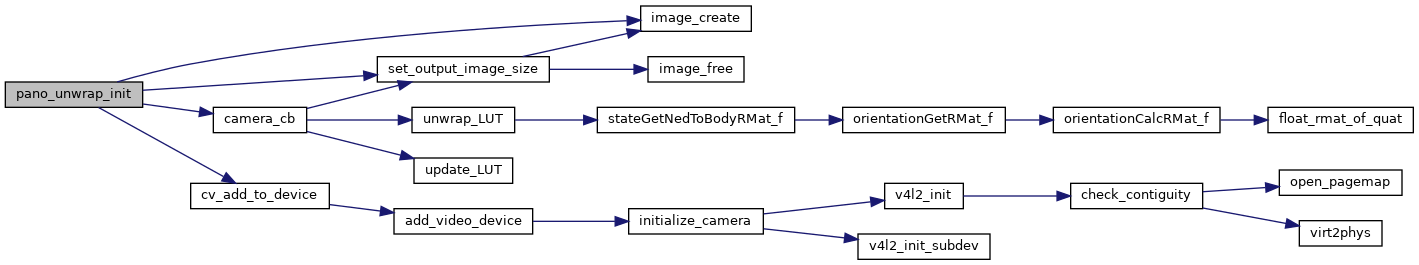 image_create
set_output_image_size
image_free
pano_unwrap_init
camera_cb
unwrap_LUT
stateGetNedToBodyRMat_f
orientationGetRMat_f
orientationCalcRMat_f
float_rmat_of_quat
update_LUT
cv_add_to_device
add_video_device
initialize_camera
v4l2_init
check_contiguity
open_pagemap
virt2phys
v4l2_init_subdev